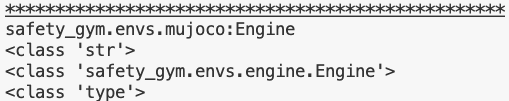 **************************************************
safety_gym.envs.mujoco:Engine
<class 'str'>
<class 'safety_gym.envs.engine.Engine'>
<class 'type'>